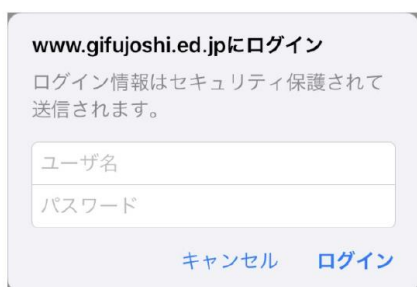 www.gifujoshi.ed.jpにログイン
ログイン情報はセキュリティ保護されて
送信されます。
ユーザ名
パスワード
キャンセル ログイン